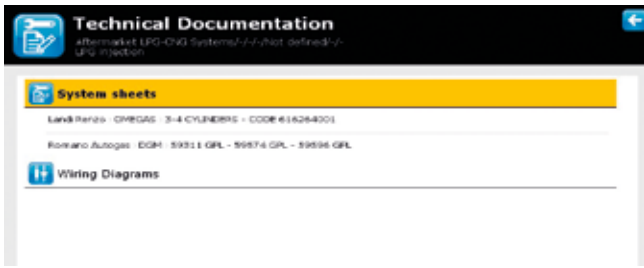 Technical Documentation
Aftermarket LPG-CNG Systems/-/-/-/Not defined/-/-
LPG injection
System sheets
Landi Renzo : OMEGAS : 3-4 CYLINDERS - CODE 616264001
Romano Autogas : DGM : 59511 GPL - 59574 GPL - 59596 GPL
Wiring Diagrams